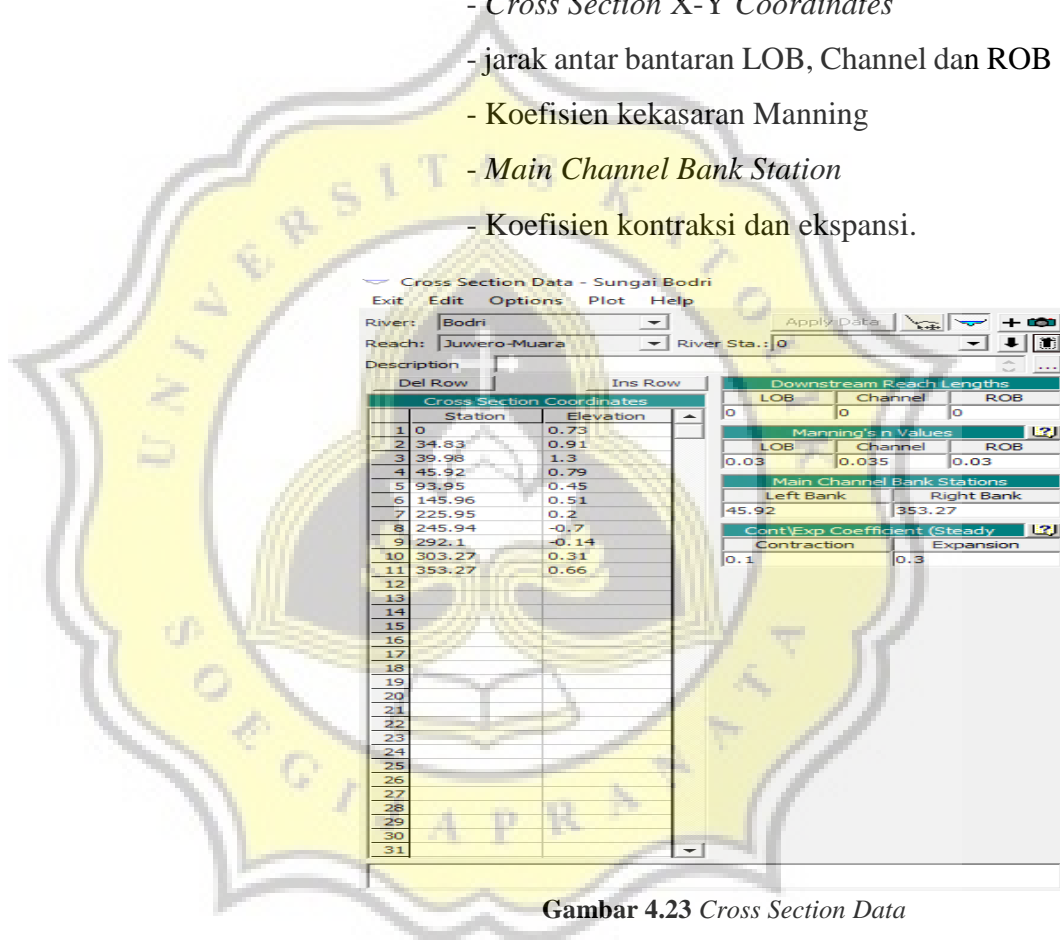 - Cross Section X-Y Coordinates
- jarak antar bantaran LOB, Channel dan ROB
- Koefisien kekasaran Manning
- Main Channel Bank Station
- Koefisien kontraksi dan ekspansi.
UNIVERSITAS KATOLIK
SOEGIJAPRANATA
Cross Section Data - Sungai Bodri
Exit Edit Options Plot Help
River: Bodri Apply Data
Reach: Juwero-Muara River Sta.: 0
Description ...
Del Row Ins Row
Cross Section Coordinates
Station Elevation
1 0 0.73
2 34.83 0.91
3 39.98 1.3
4 45.92 0.79
5 93.95 0.45
6 145.96 0.51
7 225.95 0.2
8 245.94 -0.7
9 292.1 -0.14
10 303.27 0.31
11 353.27 0.66
12
13
14
15
16
17
18
19
20
21
22
23
24
25
26
27
28
29
30
31
Downstream Reach Lengths
LOB Channel ROB
0 0 0
Manning's n Values
LOB Channel ROB
0.03 0.035 0.03
Main Channel Bank Stations
Left Bank Right Bank
45.92 353.27
Cont\Exp Coefficient (Steady
Contraction Expansion
0.1 0.3
Gambar 4.23 Cross Section Data